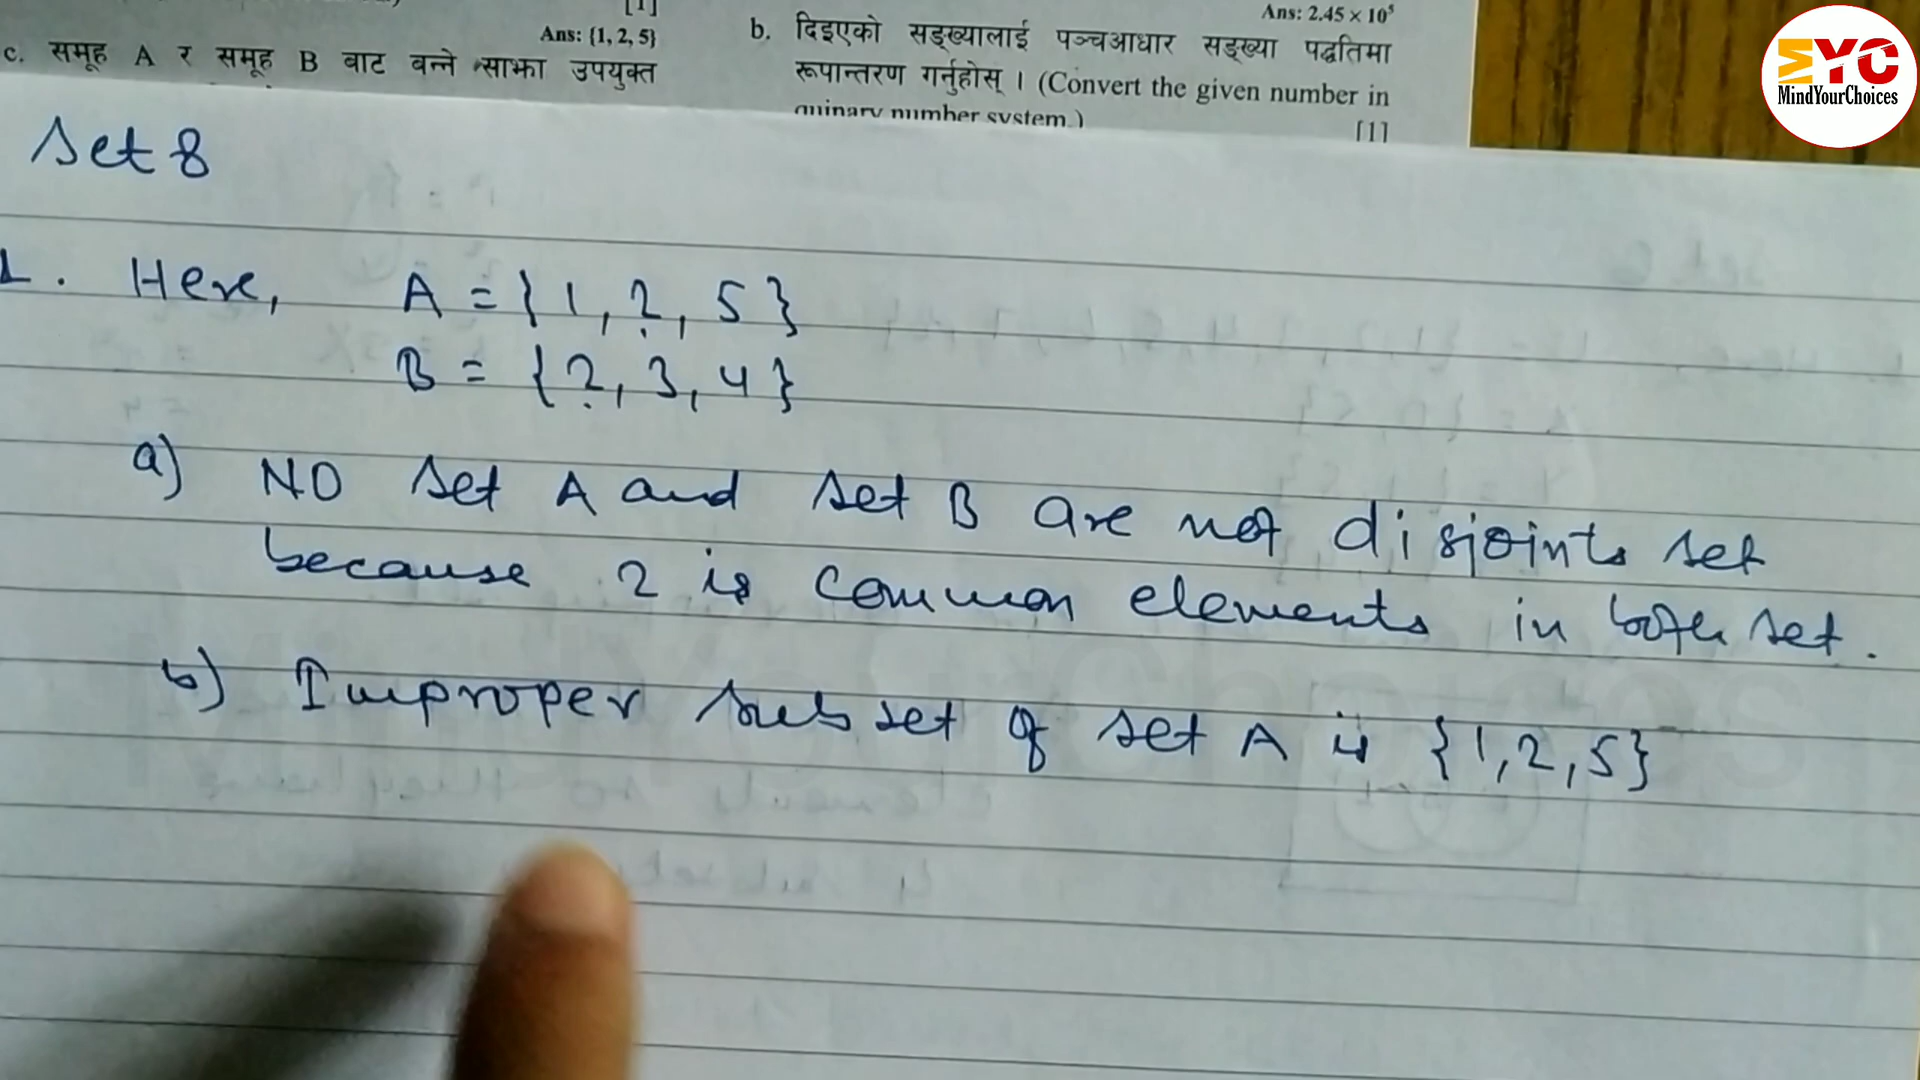 [1]
Ans: {1, 2, 5}
c. समूह A र समूह B बाट बन्ने साझा उपयुक्त
Ans: 2.45 × 10⁵
b. दिइएको सङ्ख्यालाई पञ्चआधार सङ्ख्या पद्धतिमा
रूपान्तरण गर्नुहोस् । (Convert the given number in
quinary number system.)
[1]
MYC
MindYourChoices
Set 8
1. Here, A = {1, 2, 5}
B = {2, 3, 4}
a) NO set A and set B are not disjoints set
because 2 is common elements in both set.
b) Improper subset of set A is {1, 2, 5}